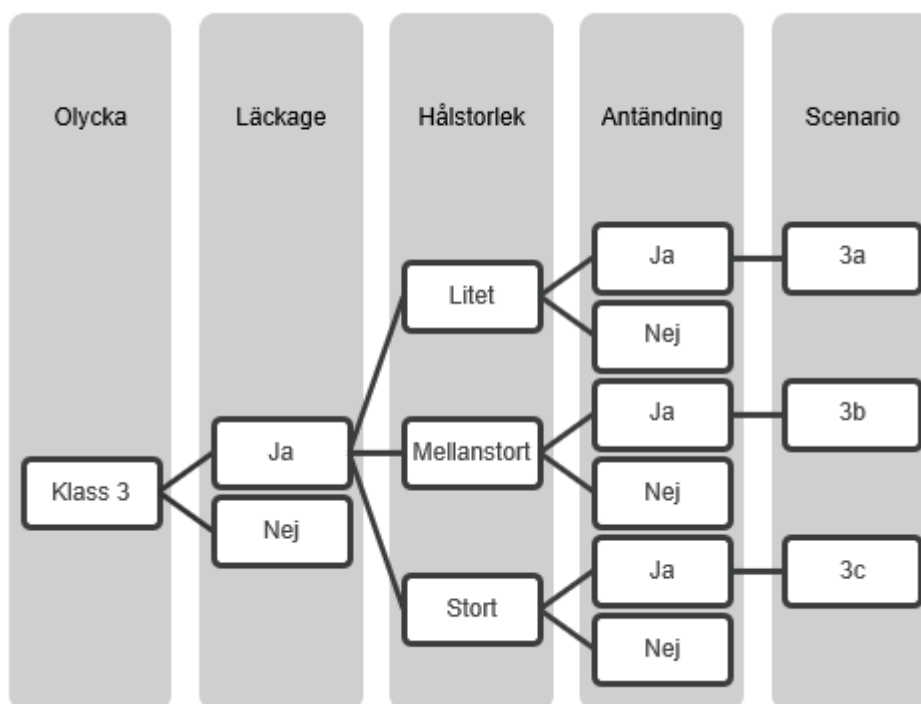 Olycka
Läckage
Hålstorlek
Antändning
Scenario
Ja
3a
Litet
Nej
Ja
3b
Ja
Mellanstort
Klass 3
Nej
Nej
Ja
3c
Stort
Nej